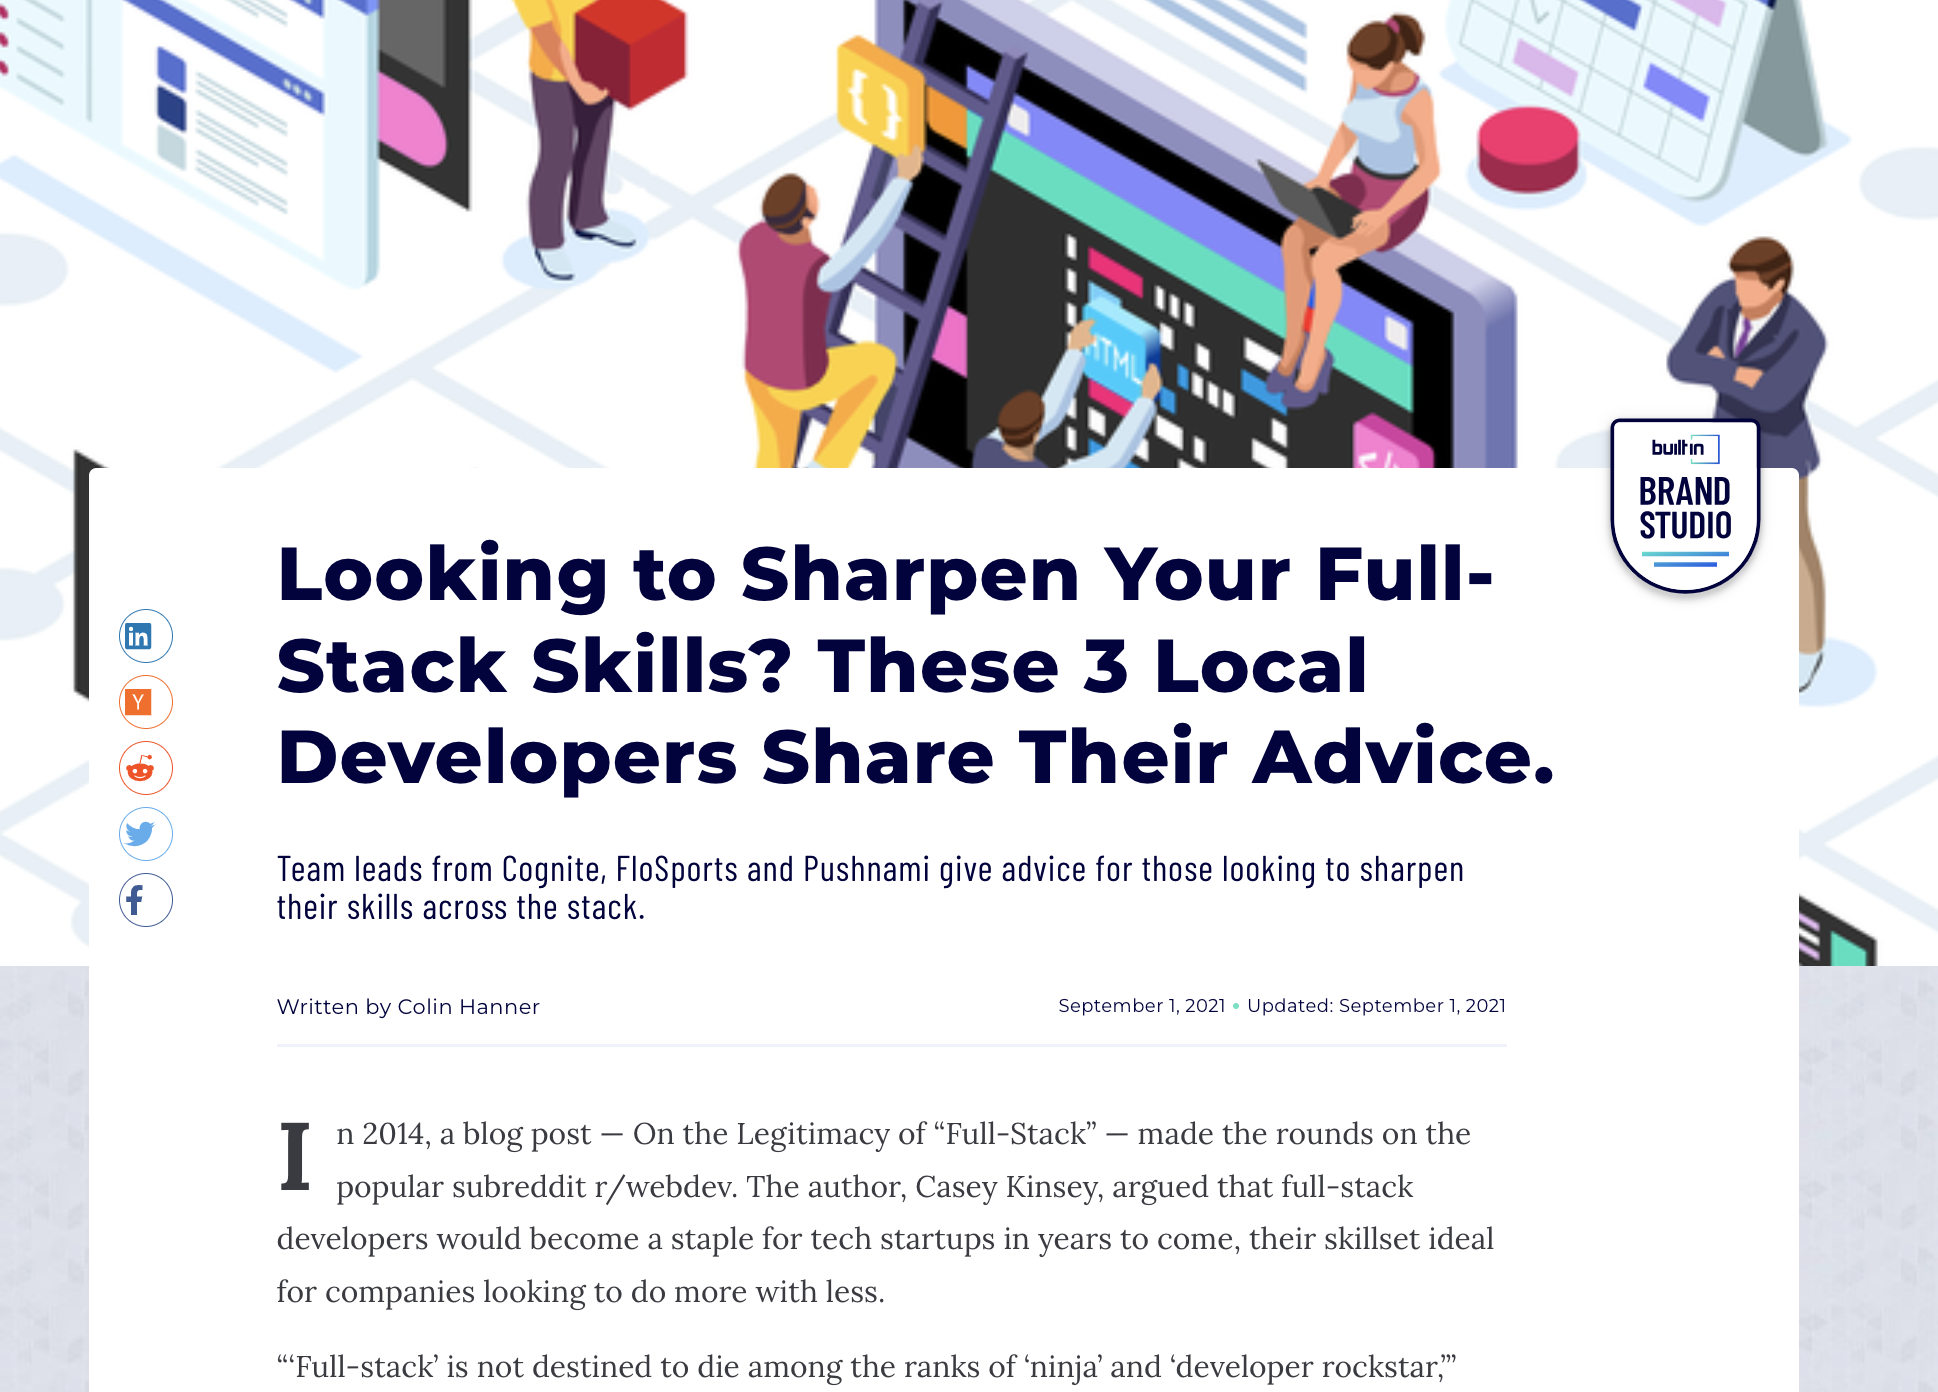 { }
HTML
</
builtin
BRAND
STUDIO
Looking to Sharpen Your Full-
Stack Skills? These 3 Local
Developers Share Their Advice.
in
Y
f
Team leads from Cognite, FloSports and Pushnami give advice for those looking to sharpen
their skills across the stack.
Written by Colin Hanner
September 1, 2021 • Updated: September 1, 2021
In 2014, a blog post — On the Legitimacy of “Full-Stack” — made the rounds on the
popular subreddit r/webdev. The author, Casey Kinsey, argued that full-stack
developers would become a staple for tech startups in years to come, their skillset ideal
for companies looking to do more with less.
“‘Full-stack’ is not destined to die among the ranks of ‘ninja’ and ‘developer rockstar,’”